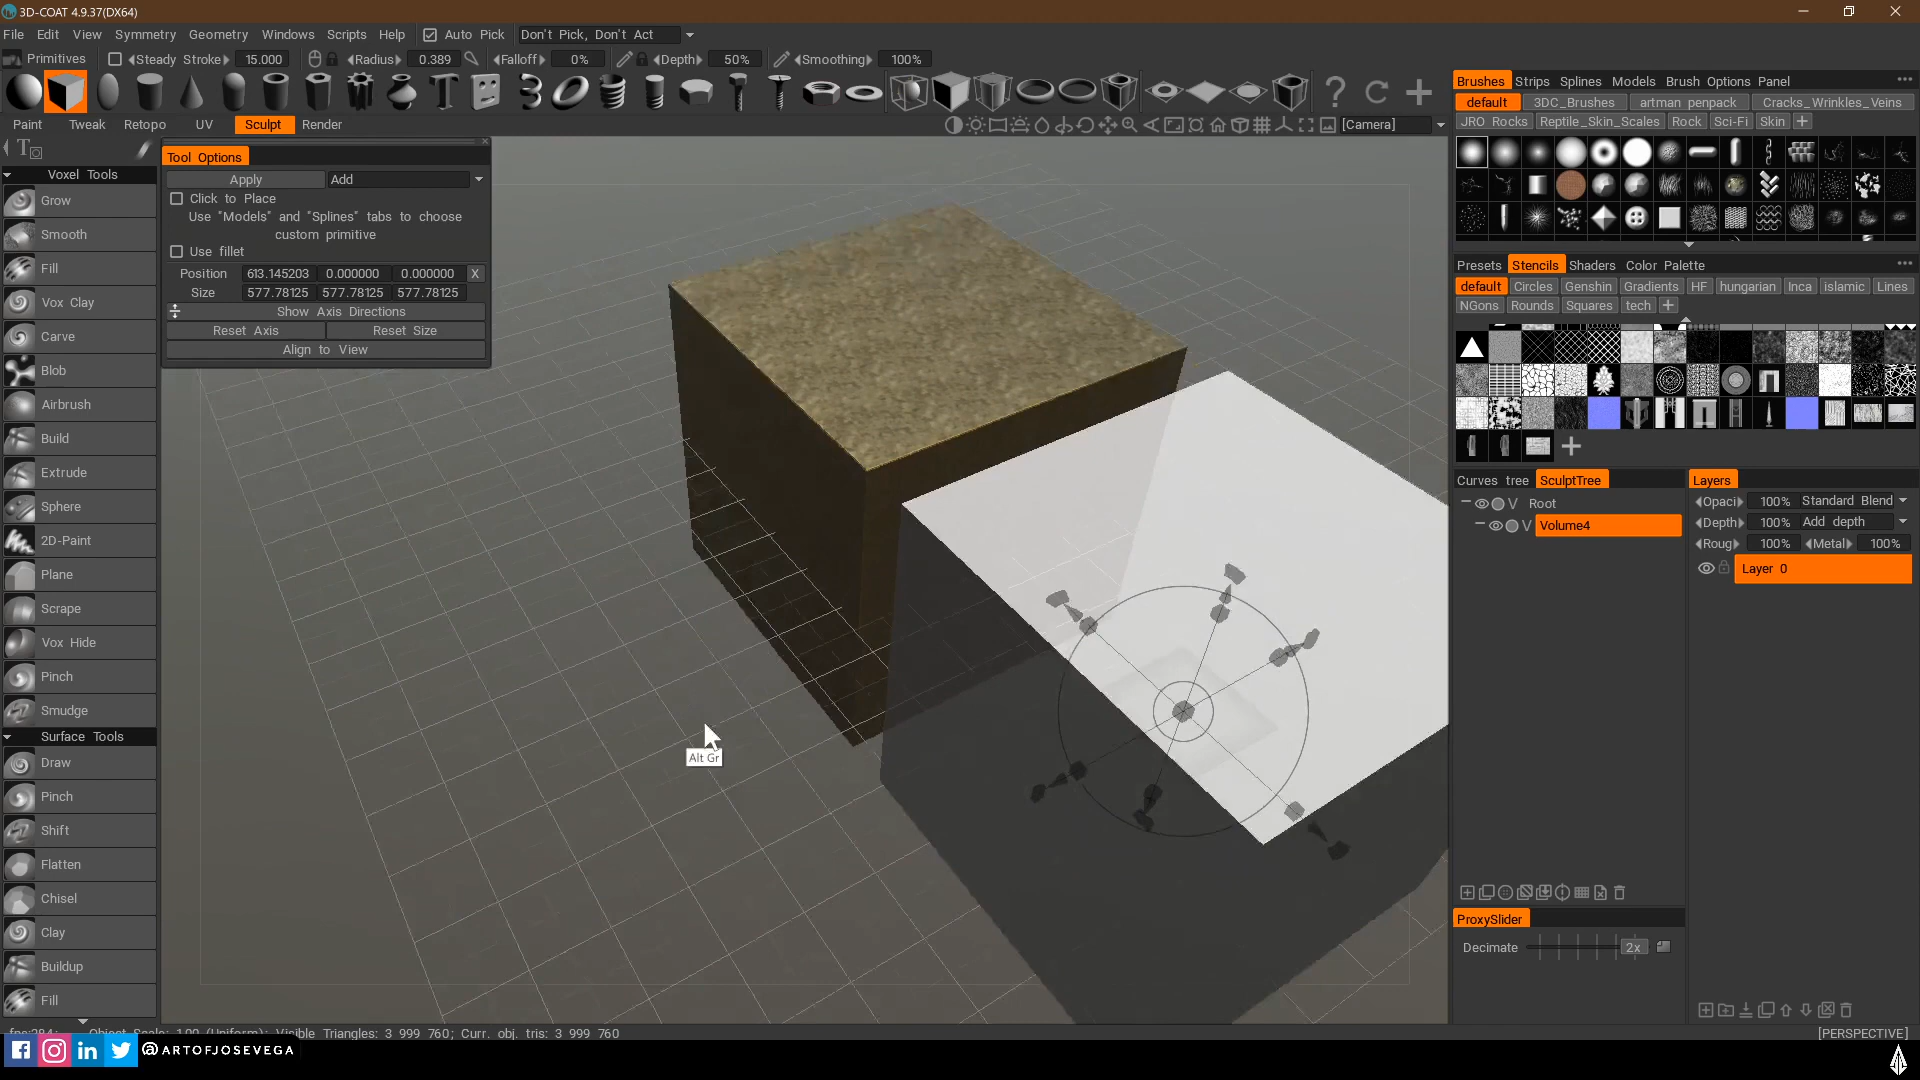 3D-COAT 4.9.37(DX64)
File Edit View Symmetry Geometry Windows Scripts Help Auto Pick Don't Pick, Don't Act
Primitives Steady Stroke 15.000 Radius 0.389 Falloff 0% Depth 50% Smoothing 100%
Paint Tweak Retopo UV Sculpt Render [Camera]
Tool Options
Apply Add
Click to Place
Use "Models" and "Splines" tabs to choose
custom primitive
Use fillet
Position 613.145203 0.000000 0.000000 X
Size 577.78125 577.78125 577.78125
Show Axis Directions
Reset Axis Reset Size
Align to View
Voxel Tools
Grow
Smooth
Fill
Vox Clay
Carve
Blob
Airbrush
Build
Extrude
Sphere
2D-Paint
Plane
Scrape
Vox Hide
Pinch
Smudge
Surface Tools
Draw
Pinch
Shift
Flatten
Chisel
Clay
Buildup
Fill
Alt Gr
Brushes Strips Splines Models Brush Options Panel
default 3DC_Brushes artman penpack Cracks_Wrinkles_Veins
JRO Rocks Reptile_Skin_Scales Rock Sci-Fi Skin
Presets Stencils Shaders Color Palette
default Circles Genshin Gradients HF hungarian Inca islamic Lines
NGons Rounds Squares tech
Curves tree SculptTree
V Root
V Volume4
Layers
Opaci 100% Standard Blend
Depth 100% Add depth
Roug 100% Metal 100%
Layer 0
ProxySlider
Decimate 2x
fps:284; Object Scale: 1.00 (Uniform); Visible Triangles: 3 999 760; Curr. obj. tris: 3 999 760
[PERSPECTIVE]
@ARTOFJOSEVEGA